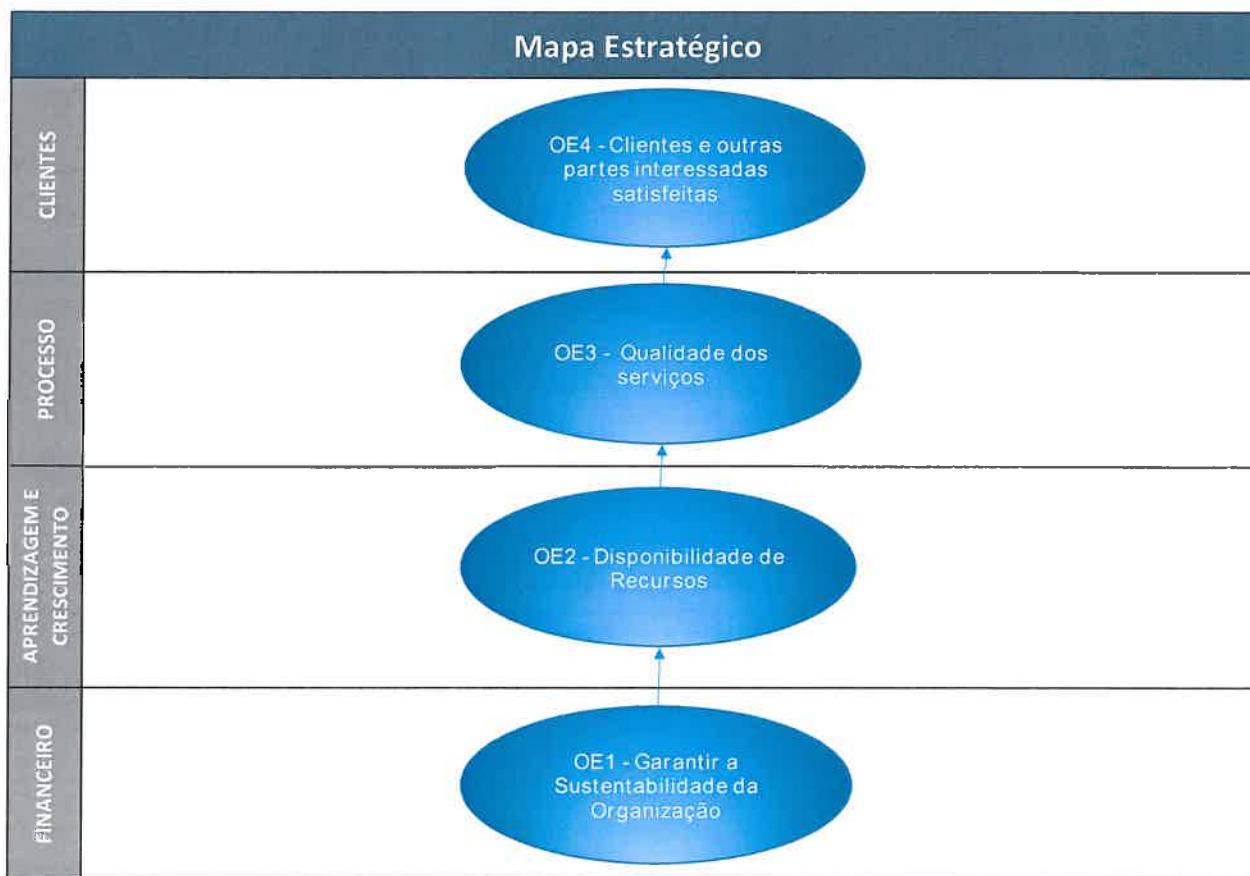 Mapa Estratégico
CLIENTES
OE4 - Clientes e outras
partes interessadas
satisfeitas
PROCESSO
OE3 - Qualidade dos
serviços
APRENDIZAGEM E
CRESCIMENTO
OE2 - Disponibilidade de
Recursos
FINANCEIRO
OE1 - Garantir a
Sustentabilidade da
Organização